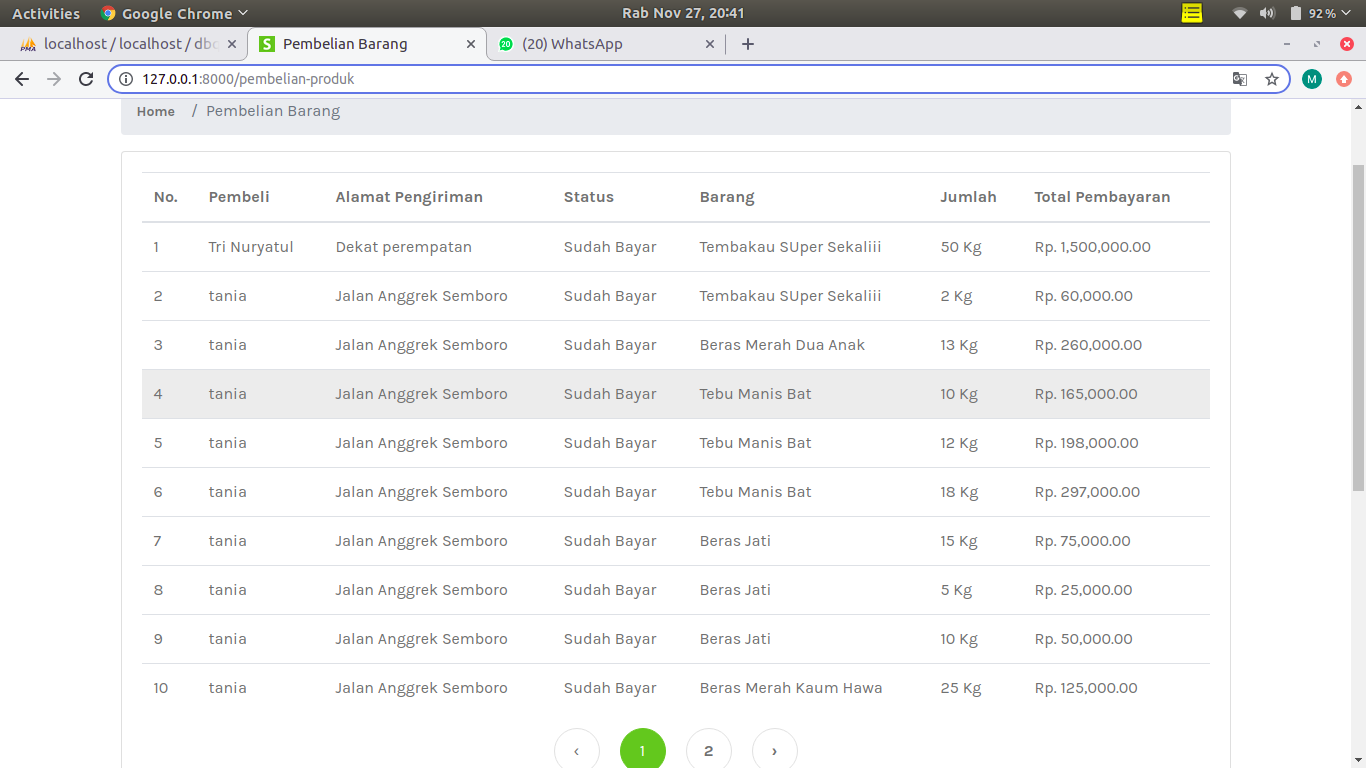 Activities Google Chrome Rab Nov 27, 20:41 92 %
PMA localhost / localhost / dbc S Pembelian Barang 20 (20) WhatsApp
127.0.0.1:8000/pembelian-produk M
Home / Pembelian Barang
No. Pembeli Alamat Pengiriman Status Barang Jumlah Total Pembayaran
1 Tri Nuryatul Dekat perempatan Sudah Bayar Tembakau SUper Sekaliii 50 Kg Rp. 1,500,000.00
2 tania Jalan Anggrek Semboro Sudah Bayar Tembakau SUper Sekaliii 2 Kg Rp. 60,000.00
3 tania Jalan Anggrek Semboro Sudah Bayar Beras Merah Dua Anak 13 Kg Rp. 260,000.00
4 tania Jalan Anggrek Semboro Sudah Bayar Tebu Manis Bat 10 Kg Rp. 165,000.00
5 tania Jalan Anggrek Semboro Sudah Bayar Tebu Manis Bat 12 Kg Rp. 198,000.00
6 tania Jalan Anggrek Semboro Sudah Bayar Tebu Manis Bat 18 Kg Rp. 297,000.00
7 tania Jalan Anggrek Semboro Sudah Bayar Beras Jati 15 Kg Rp. 75,000.00
8 tania Jalan Anggrek Semboro Sudah Bayar Beras Jati 5 Kg Rp. 25,000.00
9 tania Jalan Anggrek Semboro Sudah Bayar Beras Jati 10 Kg Rp. 50,000.00
10 tania Jalan Anggrek Semboro Sudah Bayar Beras Merah Kaum Hawa 25 Kg Rp. 125,000.00
‹ 1 2 ›